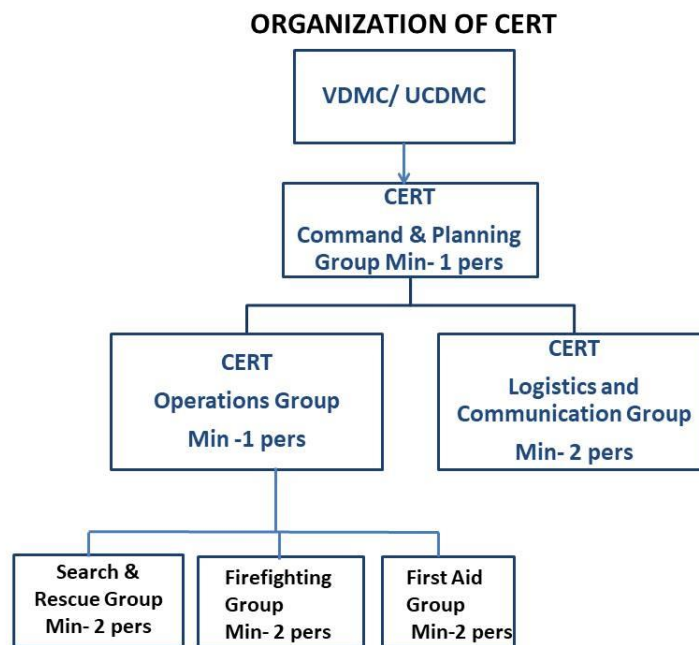 ORGANIZATION OF CERT
VDMC/ UCDMC
CERT
Command & Planning
Group Min- 1 pers
CERT
Operations Group
Min -1 pers
CERT
Logistics and
Communication Group
Min- 2 pers
Search &
Rescue Group
Min- 2 pers
Firefighting
Group
Min- 2 pers
First Aid
Group
Min-2 pers